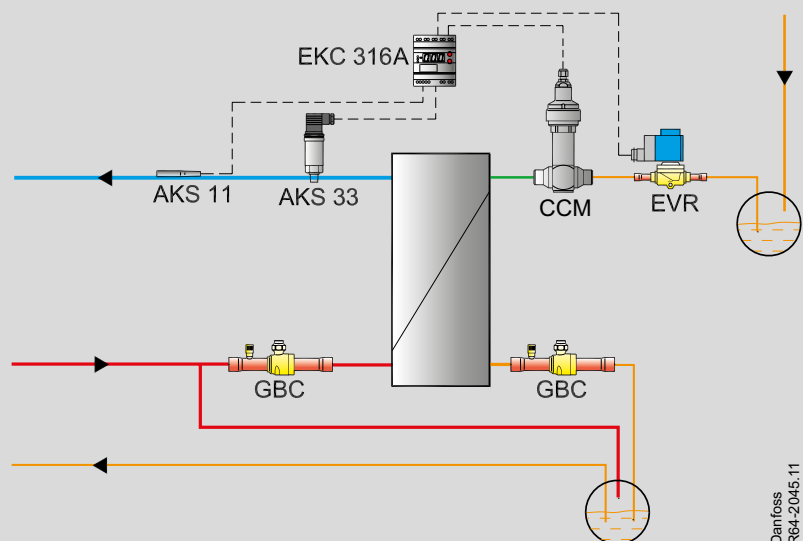 EKC 316A
AKS 11
AKS 33
CCM
EVR
GBC
GBC
Danfoss
R64-2045.11